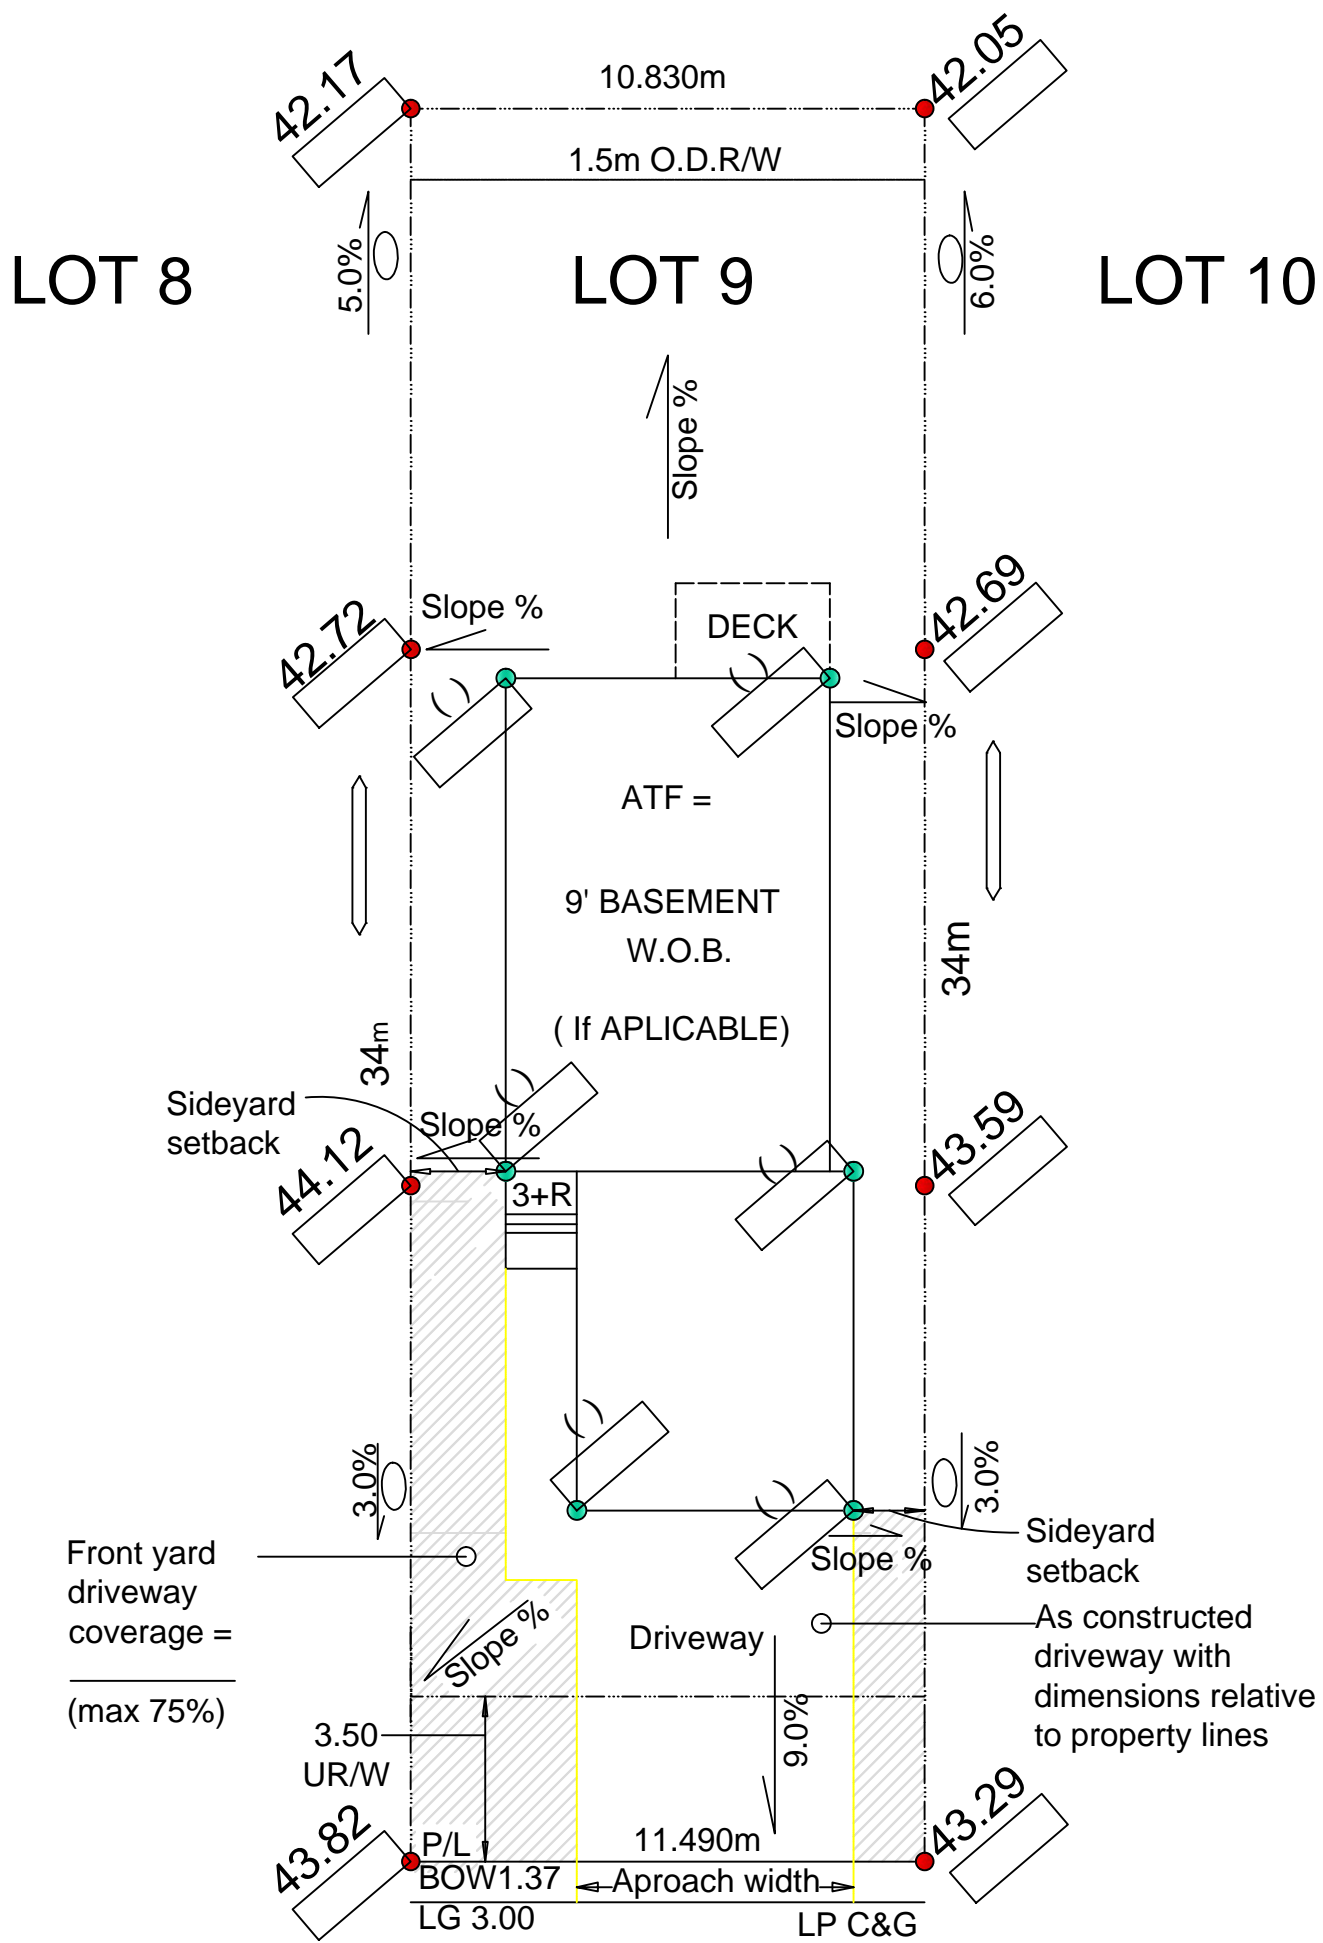 42.17
10.830m
42.05
1.5m O.D.R/W
5.0%
6.0%
LOT 8
LOT 9
LOT 10
Slope %
42.72
Slope %
DECK
42.69
( )
( )
Slope %
ATF =
9' BASEMENT
W.O.B.
( If APLICABLE)
34m
34m
Sideyard
setback
( )
Slope %
44.12
( )
43.59
3+R
( )
3.0%
3.0%
( )
Slope %
Sideyard
setback
Front yard
driveway
coverage =
(max 75%)
Slope %
Driveway
9.0%
As constructed
driveway with
dimensions relative
to property lines
3.50
UR/W
43.82
P/L
11.490m
43.29
BOW1.37
Aproach width
LG 3.00
LP C&G